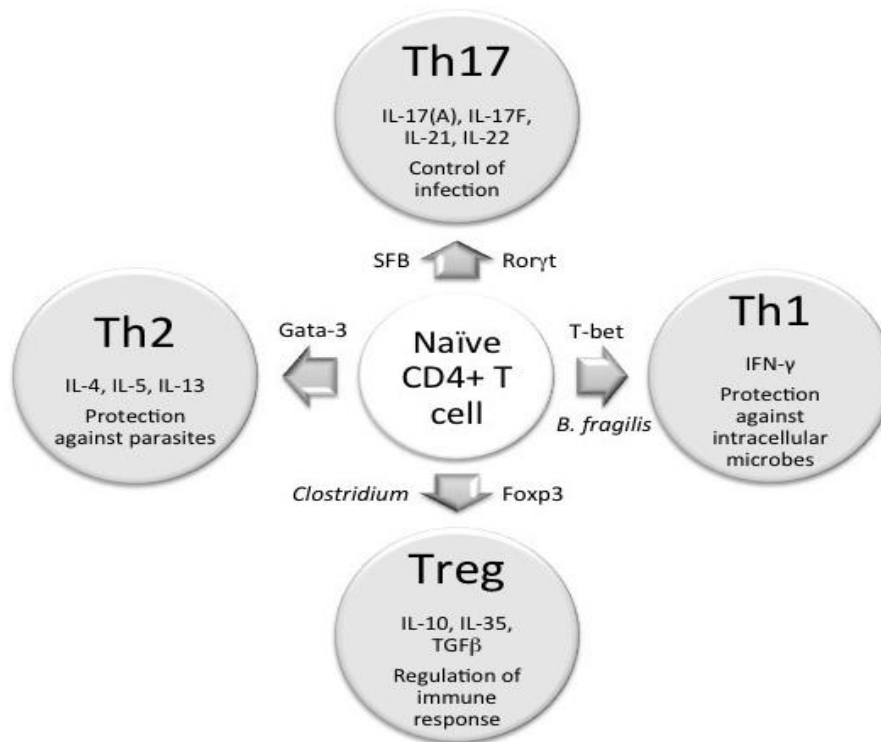 Th17
IL-17(A), IL-17F,
IL-21, IL-22
Control of
infection
SFB
Rorγt
Th2
IL-4, IL-5, IL-13
Protection
against parasites
Gata-3
Naïve
CD4+ T
cell
T-bet
B. fragilis
Th1
IFN-γ
Protection
against
intracellular
microbes
Clostridium
Foxp3
Treg
IL-10, IL-35,
TGFβ
Regulation of
immune
response